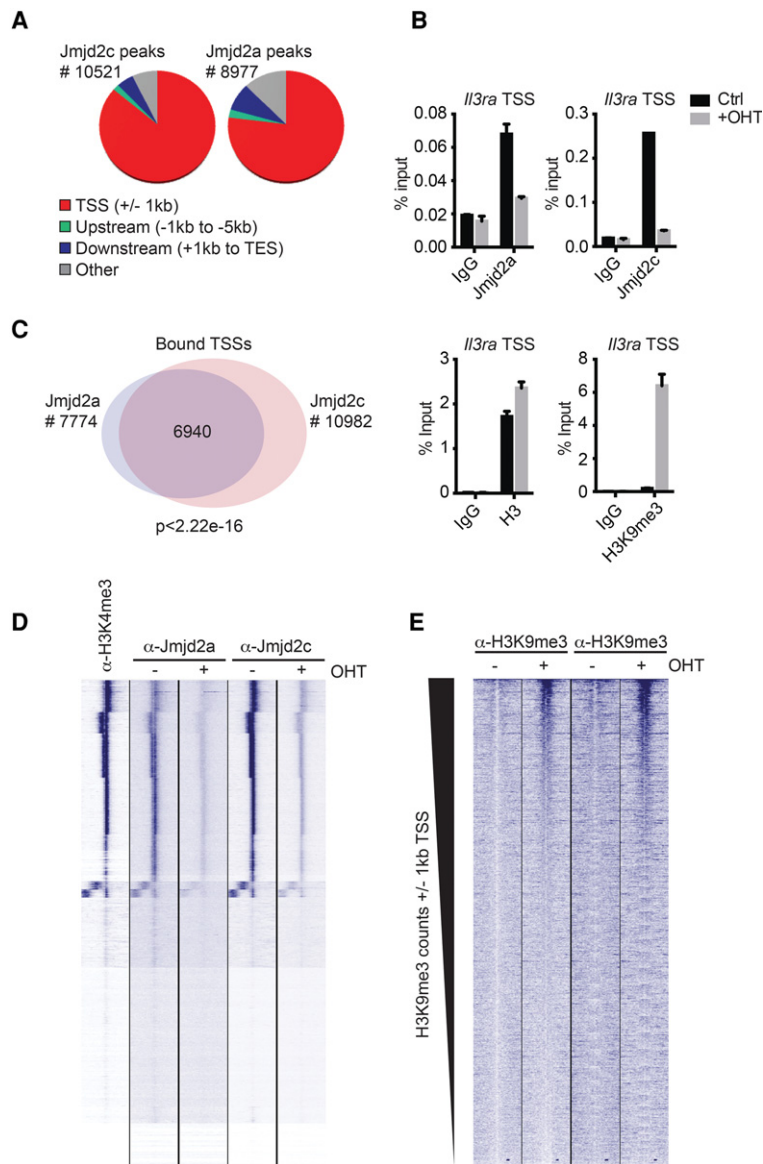 A
Jmjd2c peaks
# 10521
Jmjd2a peaks
# 8977
TSS (+/- 1kb)
Upstream (-1kb to -5kb)
Downstream (+1kb to TES)
Other
B
Il3ra TSS
% input
0.08
0.06
0.04
0.02
0.00
IgG
Jmjd2a
Il3ra TSS
% input
0.3
0.2
0.1
0.0
IgG
Jmjd2c
Ctrl
+OHT
Il3ra TSS
% Input
3
2
1
0
IgG
H3
Il3ra TSS
% Input
8
6
4
2
0
IgG
H3K9me3
C
Bound TSSs
Jmjd2a
# 7774
6940
Jmjd2c
# 10982
p<2.22e-16
D
α-H3K4me3
α-Jmjd2a
α-Jmjd2c
- + - + OHT
E
α-H3K9me3 α-H3K9me3
- + - + OHT
H3K9me3 counts +/- 1kb TSS